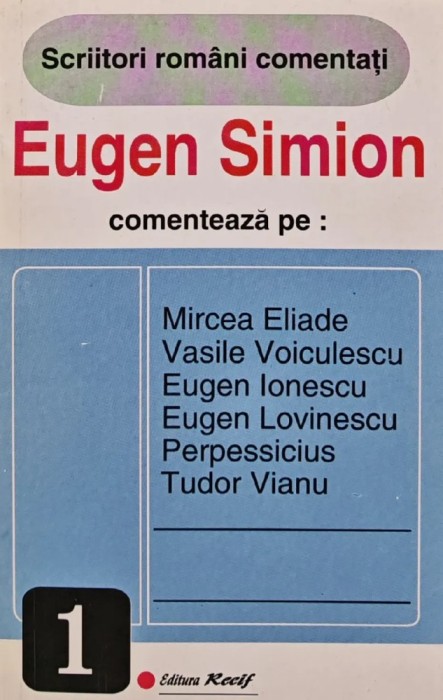 Scriitori români comentați
Eugen Simion
comentează pe :
Mircea Eliade
Vasile Voiculescu
Eugen Ionescu
Eugen Lovinescu
Perpessicius
Tudor Vianu
1
Editura Recif